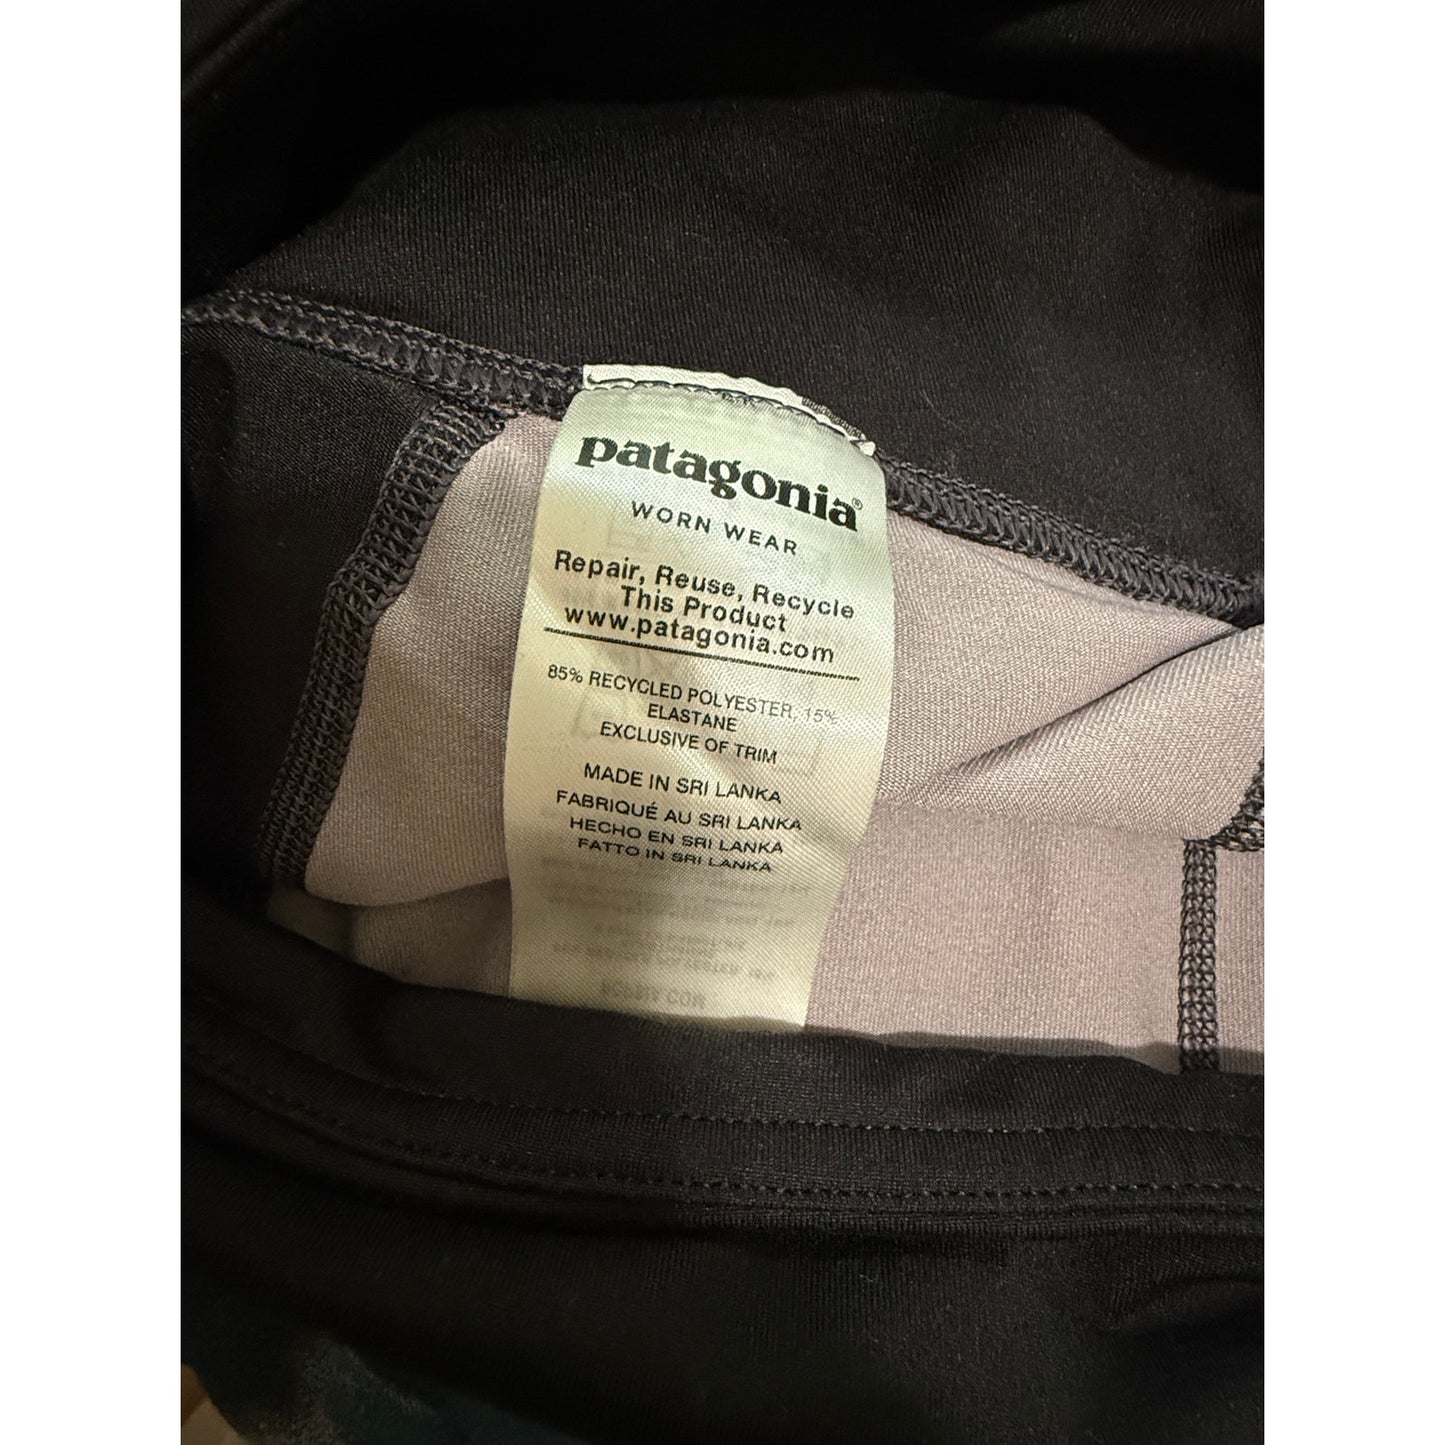 patagonia®
WORN WEAR
Repair, Reuse, Recycle
This Product
www.patagonia.com
85% RECYCLED POLYESTER, 15%
ELASTANE
EXCLUSIVE OF TRIM
MADE IN SRI LANKA
FABRIQUÉ AU SRI LANKA
HECHO EN SRI LANKA
FATTO IN SRI LANKA